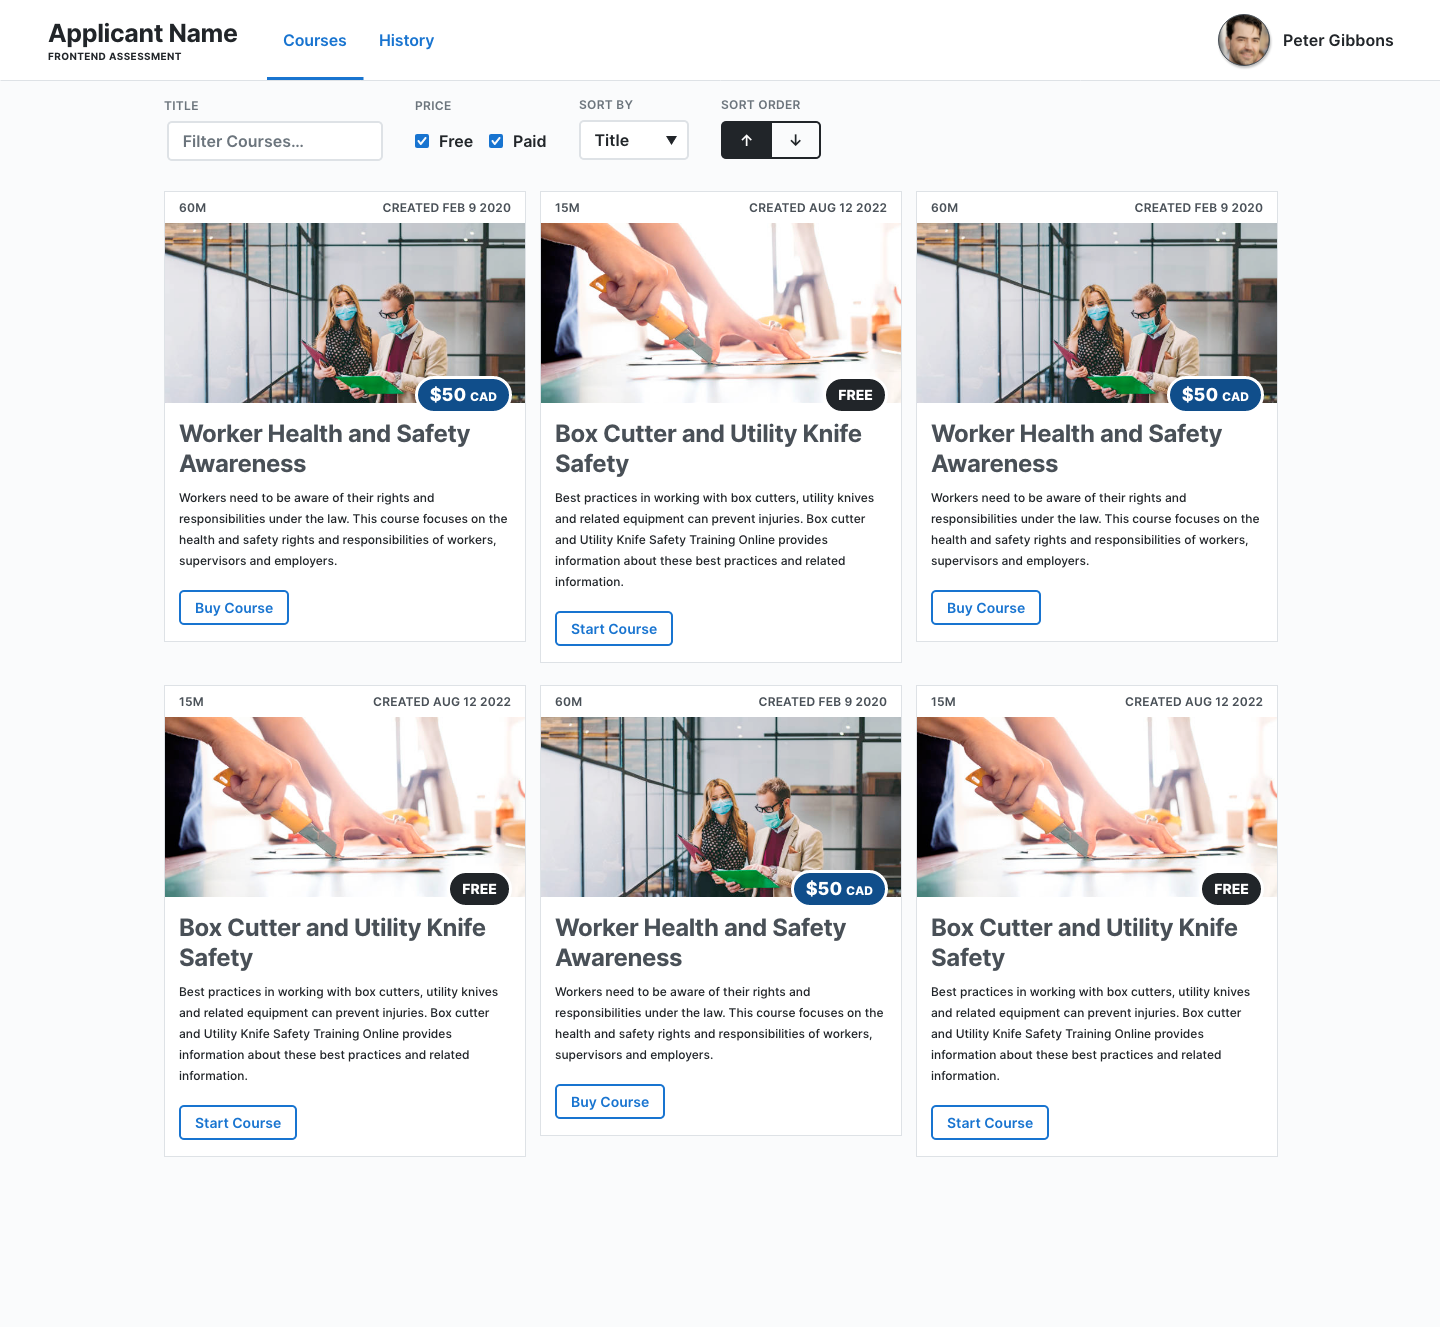 Applicant Name
FRONTEND ASSESSMENT
Courses
History
Peter Gibbons
TITLE
Filter Courses...
PRICE
Free
Paid
SORT BY
Title
SORT ORDER
60M
CREATED FEB 9 2020
$50 CAD
Worker Health and Safety
Awareness
Workers need to be aware of their rights and
responsibilities under the law. This course focuses on the
health and safety rights and responsibilities of workers,
supervisors and employers.
Buy Course
15M
CREATED AUG 12 2022
FREE
Box Cutter and Utility Knife
Safety
Best practices in working with box cutters, utility knives
and related equipment can prevent injuries. Box cutter
and Utility Knife Safety Training Online provides
information about these best practices and related
information.
Start Course
60M
CREATED FEB 9 2020
$50 CAD
Worker Health and Safety
Awareness
Workers need to be aware of their rights and
responsibilities under the law. This course focuses on the
health and safety rights and responsibilities of workers,
supervisors and employers.
Buy Course
15M
CREATED AUG 12 2022
FREE
Box Cutter and Utility Knife
Safety
Best practices in working with box cutters, utility knives
and related equipment can prevent injuries. Box cutter
and Utility Knife Safety Training Online provides
information about these best practices and related
information.
Start Course
60M
CREATED FEB 9 2020
$50 CAD
Worker Health and Safety
Awareness
Workers need to be aware of their rights and
responsibilities under the law. This course focuses on the
health and safety rights and responsibilities of workers,
supervisors and employers.
Buy Course
15M
CREATED AUG 12 2022
FREE
Box Cutter and Utility Knife
Safety
Best practices in working with box cutters, utility knives
and related equipment can prevent injuries. Box cutter
and Utility Knife Safety Training Online provides
information about these best practices and related
information.
Start Course